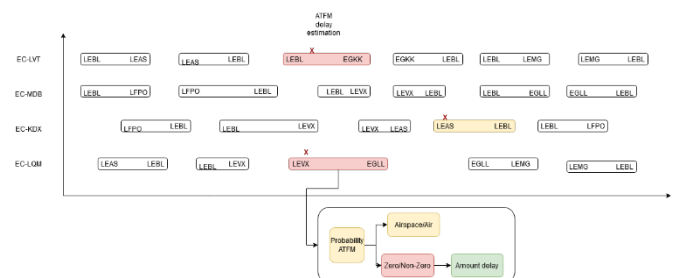 ATFM
delay
estimation
x
EC-LVT LEBL LEAS LEAS LEBL LEBL EGKK EGKK LEBL LEBL LEMG LEMG LEBL
EC-MDB LEBL LFPO LFPO LEBL LEBL LEVX LEVX LEBL LEBL EGLL EGLL LEBL
x
EC-KDX LFPO LEBL LEBL LEVX LEVX LEAS LEAS LEBL LEBL LFPO
x
EC-LQM LEAS LEBL LEBL LEVX LEVX EGLL EGLL LEMG LEMG LEBL
Airspace/Air
Probability
ATFM
Zero/Non-Zero Amount delay